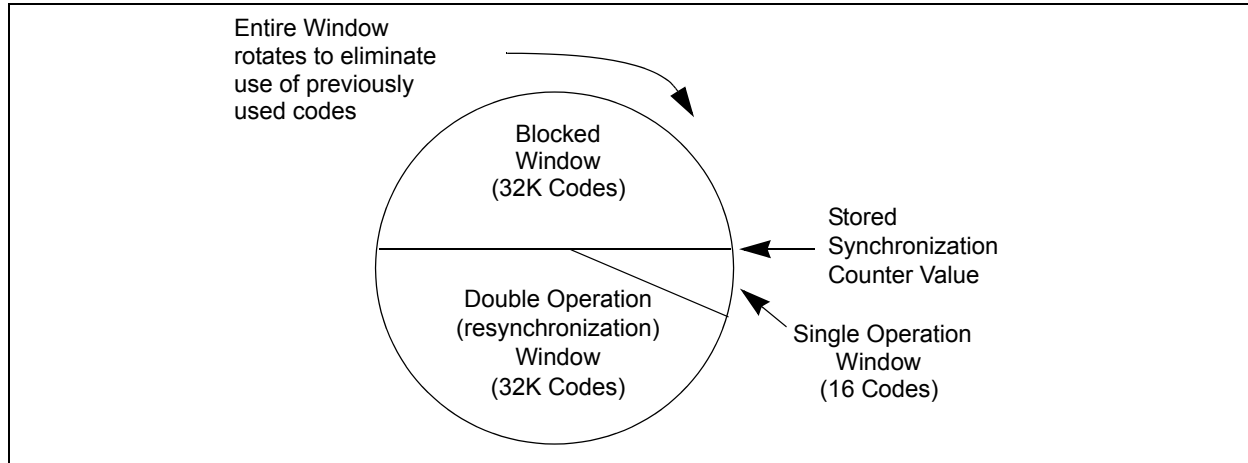 Entire Window
rotates to eliminate
use of previously
used codes
Blocked
Window
(32K Codes)
Stored
Synchronization
Counter Value
Double Operation
(resynchronization)
Window
(32K Codes)
Single Operation
Window
(16 Codes)